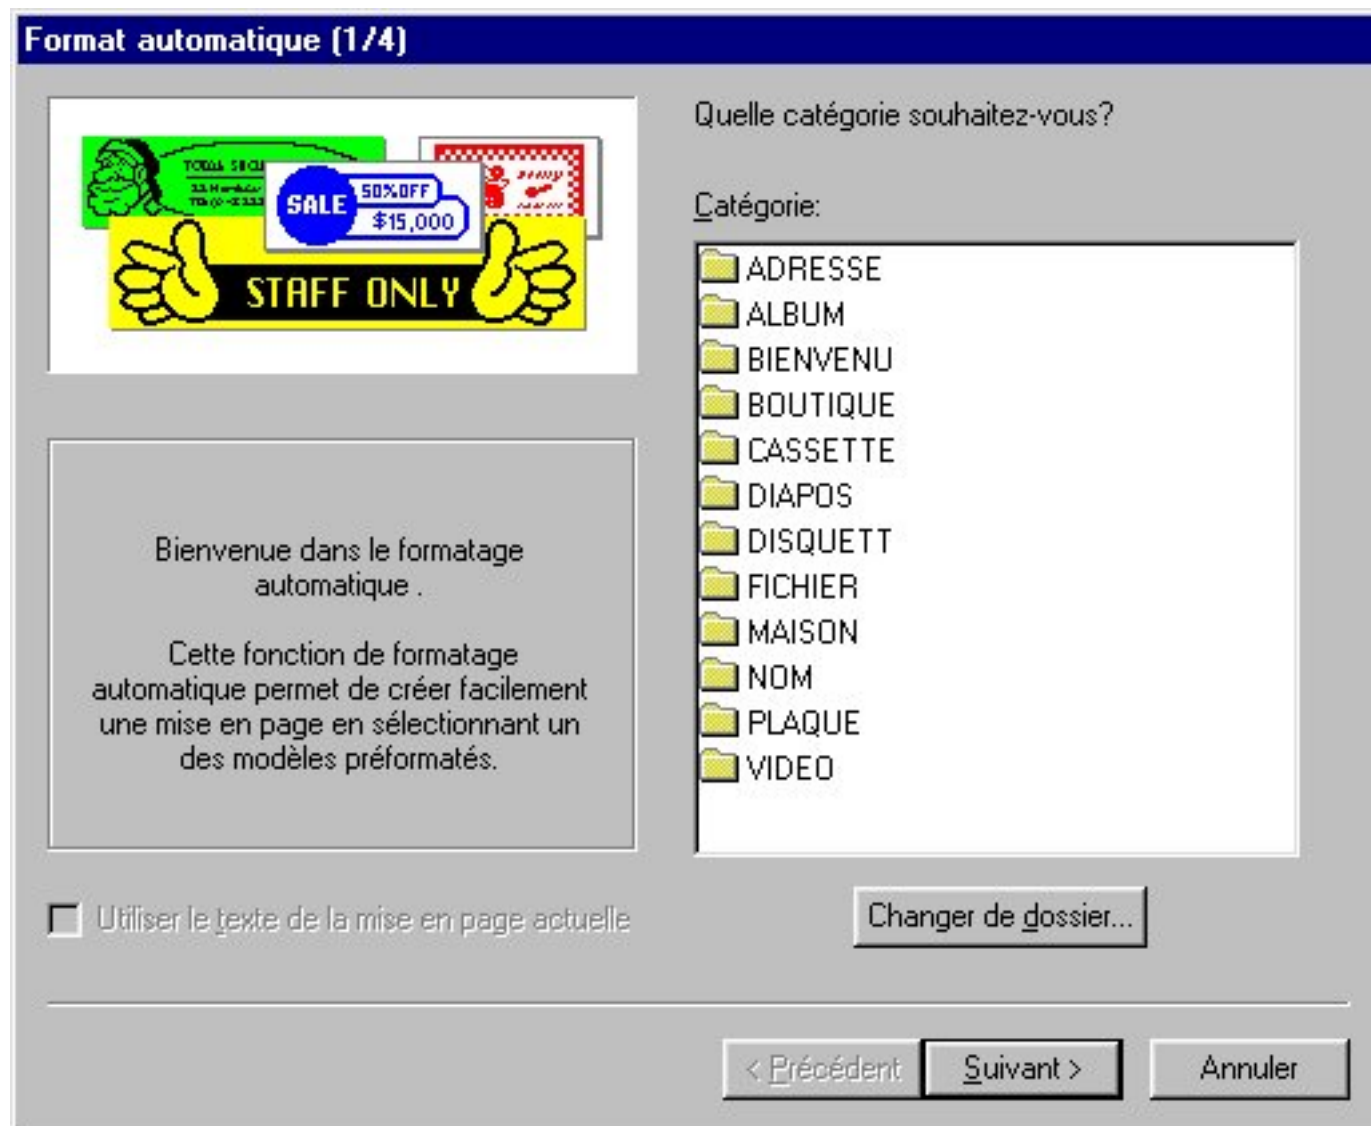 Format automatique (1/4)
SALE
50%OFF
$15,000
STAFF ONLY
Quelle catégorie souhaitez-vous?
Catégorie:
ADRESSE
ALBUM
BIENVENU
BOUTIQUE
CASSETTE
DIAPOS
DISQUETT
FICHIER
MAISON
NOM
PLAQUE
VIDEO
Bienvenue dans le formatage
automatique .
Cette fonction de formatage
automatique permet de créer facilement
une mise en page en sélectionnant un
des modèles préformatés.
Utiliser le texte de la mise en page actuelle
Changer de dossier...
< Précédent
Suivant >
Annuler